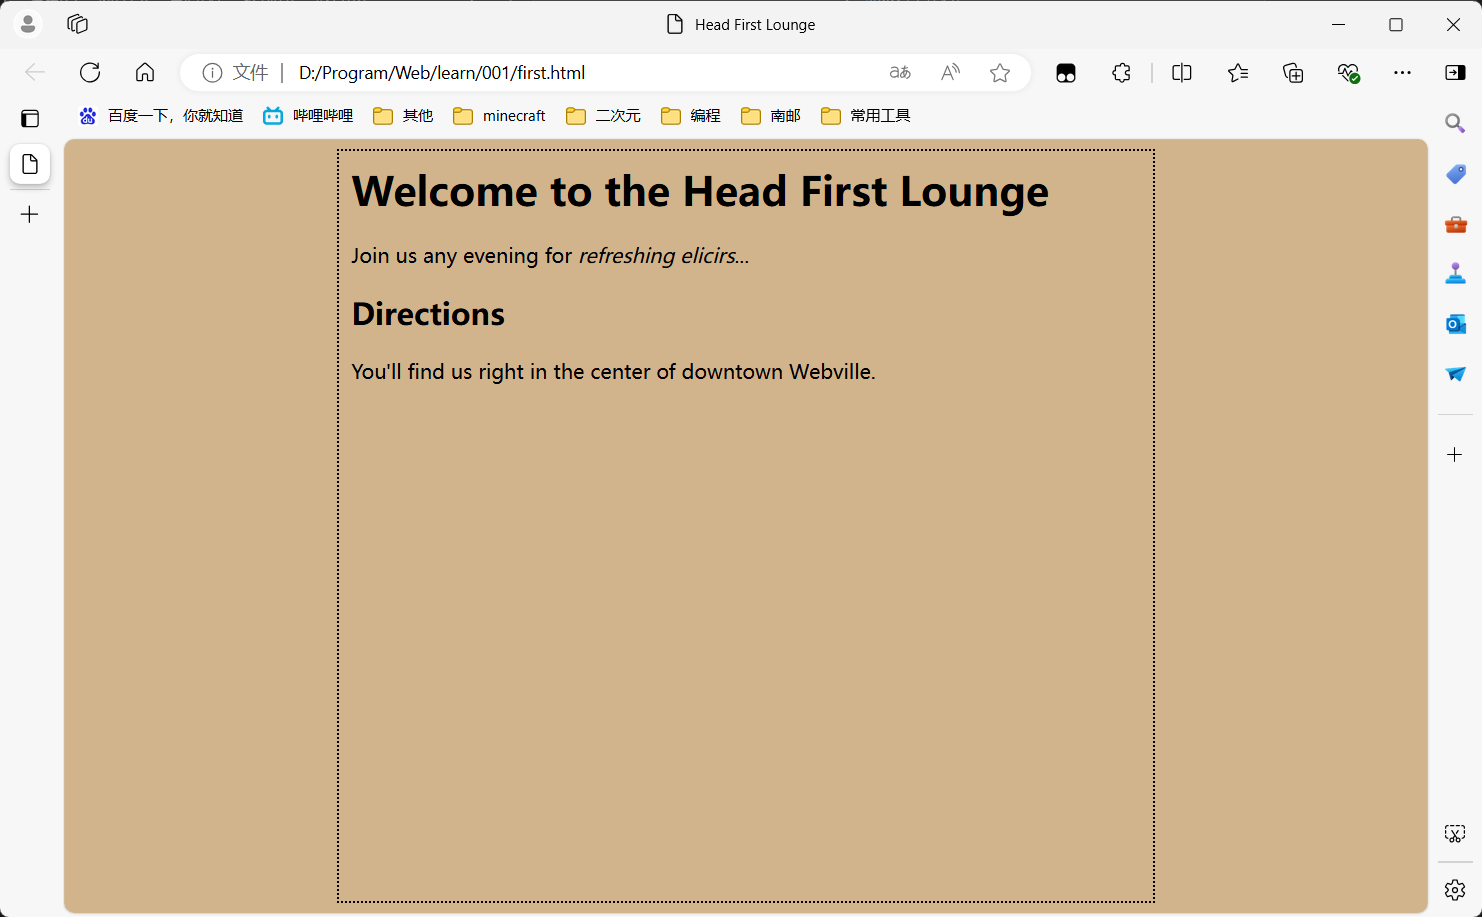 Head First Lounge
文件 D:/Program/Web/learn/001/first.html
aあ A
百度一下，你就知道 哔哩哔哩 其他 minecraft 二次元 编程 南邮 常用工具
Welcome to the Head First Lounge
Join us any evening for refreshing elicirs...
Directions
You'll find us right in the center of downtown Webville.